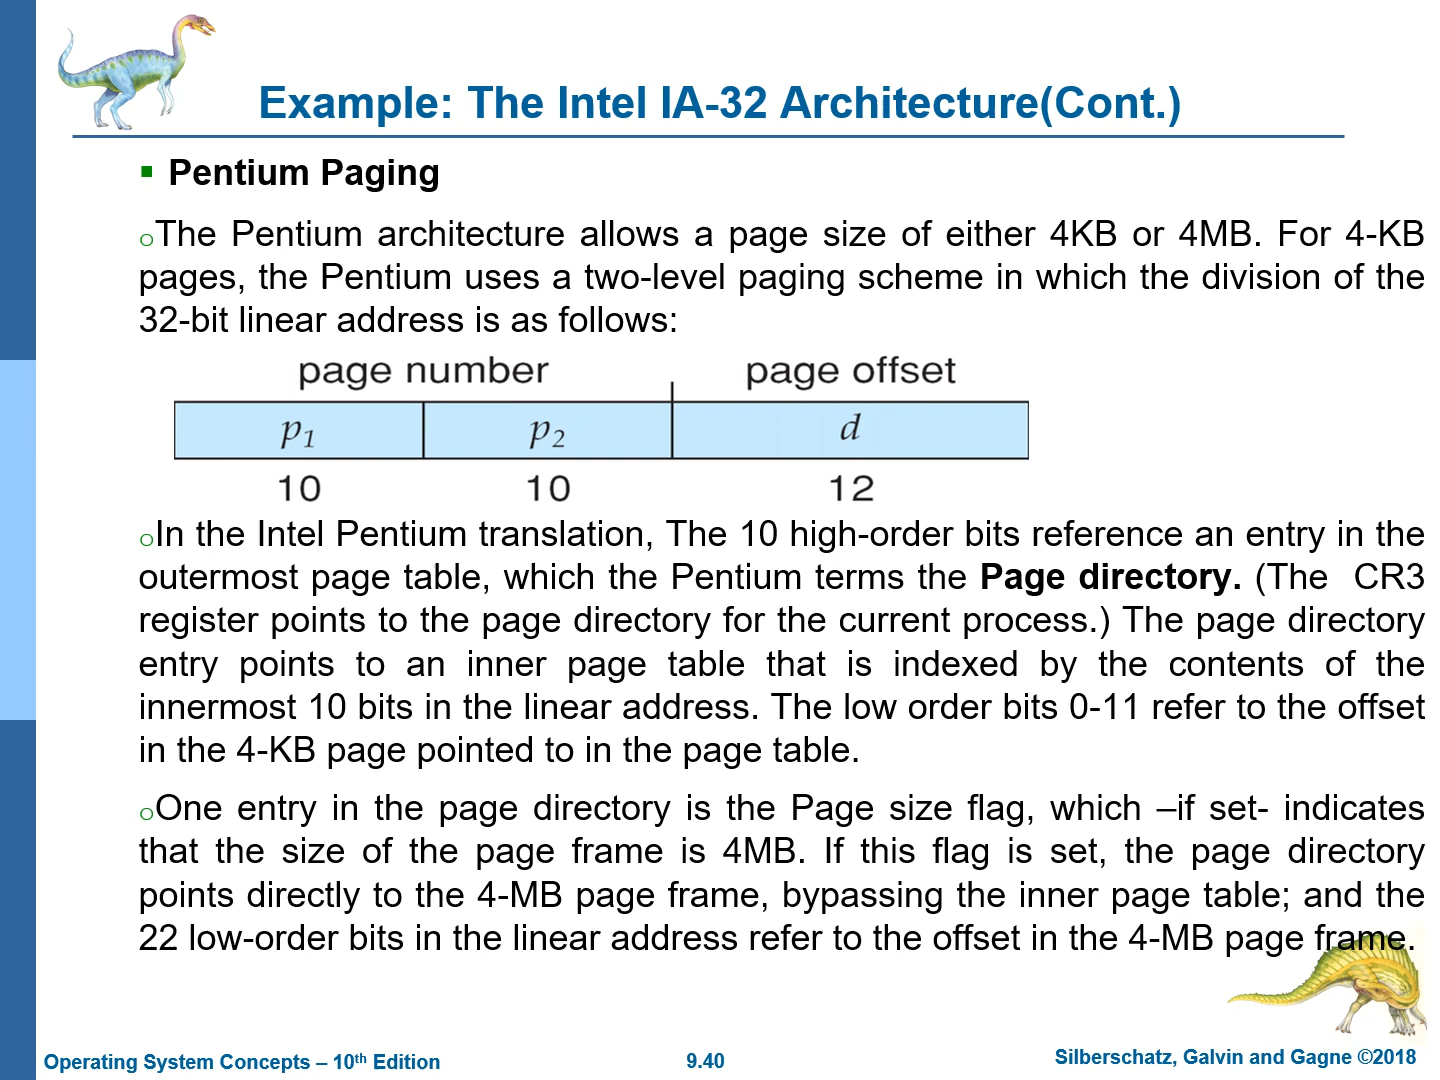 Example: The Intel IA-32 Architecture(Cont.)
▪ Pentium Paging
oThe Pentium architecture allows a page size of either 4KB or 4MB. For 4-KB
pages, the Pentium uses a two-level paging scheme in which the division of the
32-bit linear address is as follows:
page number page offset
p1 p2 d
10 10 12
oIn the Intel Pentium translation, The 10 high-order bits reference an entry in the
outermost page table, which the Pentium terms the Page directory. (The CR3
register points to the page directory for the current process.) The page directory
entry points to an inner page table that is indexed by the contents of the
innermost 10 bits in the linear address. The low order bits 0-11 refer to the offset
in the 4-KB page pointed to in the page table.
oOne entry in the page directory is the Page size flag, which –if set- indicates
that the size of the page frame is 4MB. If this flag is set, the page directory
points directly to the 4-MB page frame, bypassing the inner page table; and the
22 low-order bits in the linear address refer to the offset in the 4-MB page frame.
Operating System Concepts – 10th Edition 9.40 Silberschatz, Galvin and Gagne ©2018